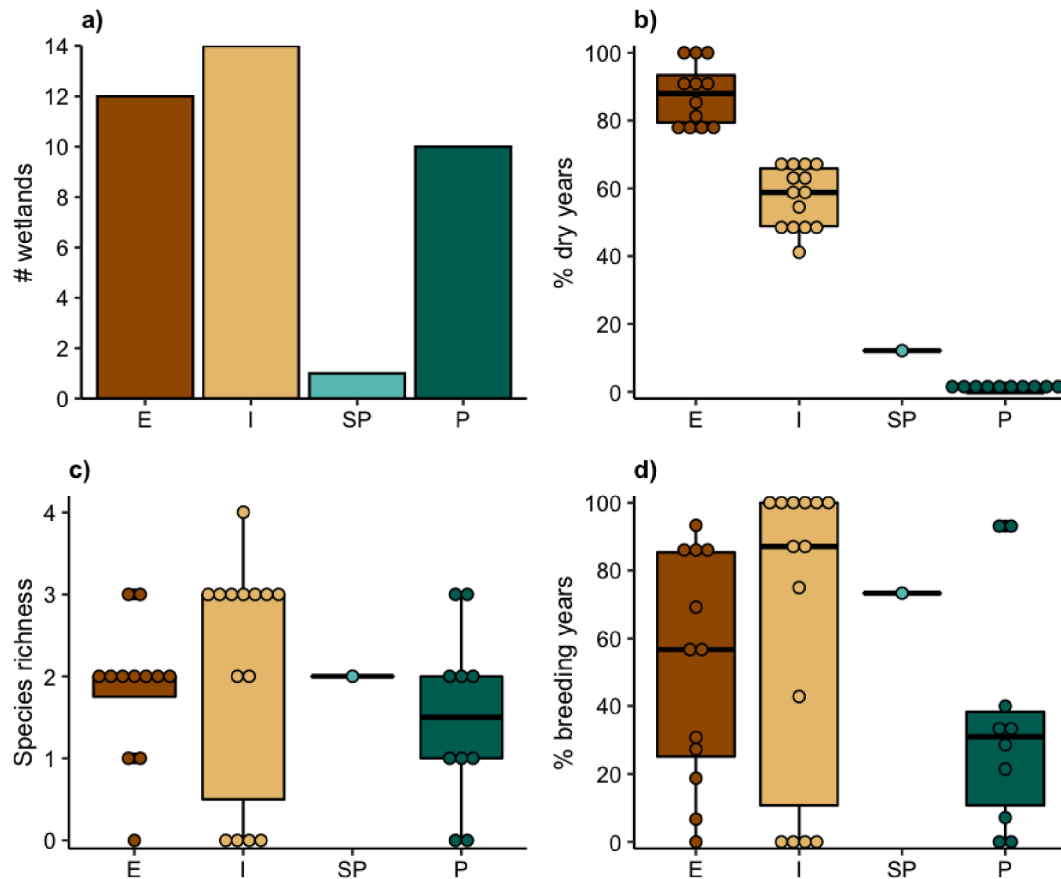 a)
# wetlands
14
12
10
8
6
4
2
0
E I SP P
b)
% dry years
100
80
60
40
20
0
E I SP P
c)
Species richness
4
3
2
1
0
E I SP P
d)
% breeding years
100
80
60
40
20
0
E I SP P